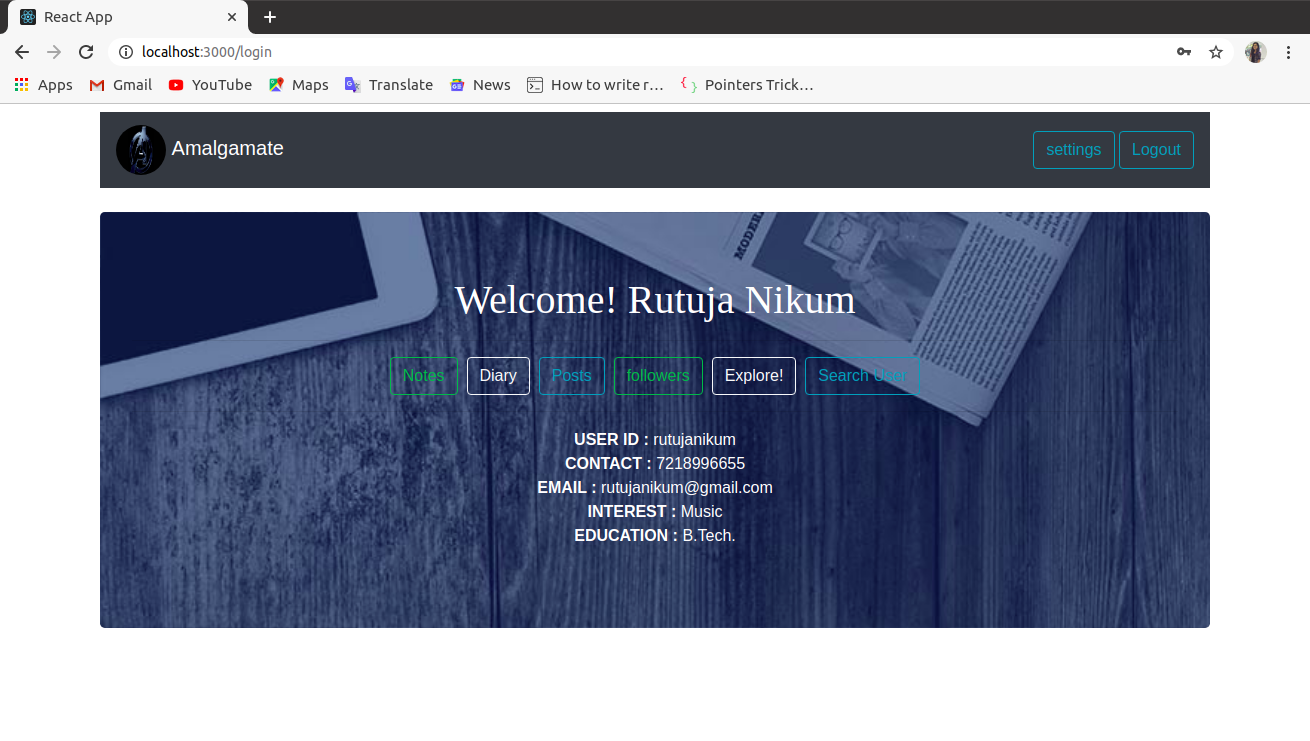 React App
localhost:3000/login
Apps Gmail YouTube Maps Translate News How to write r… Pointers Trick…
Amalgamate settings Logout
MODERN
Welcome! Rutuja Nikum
Notes Diary Posts followers Explore! Search User
USER ID : rutujanikum
CONTACT : 7218996655
EMAIL : rutujanikum@gmail.com
INTEREST : Music
EDUCATION : B.Tech.